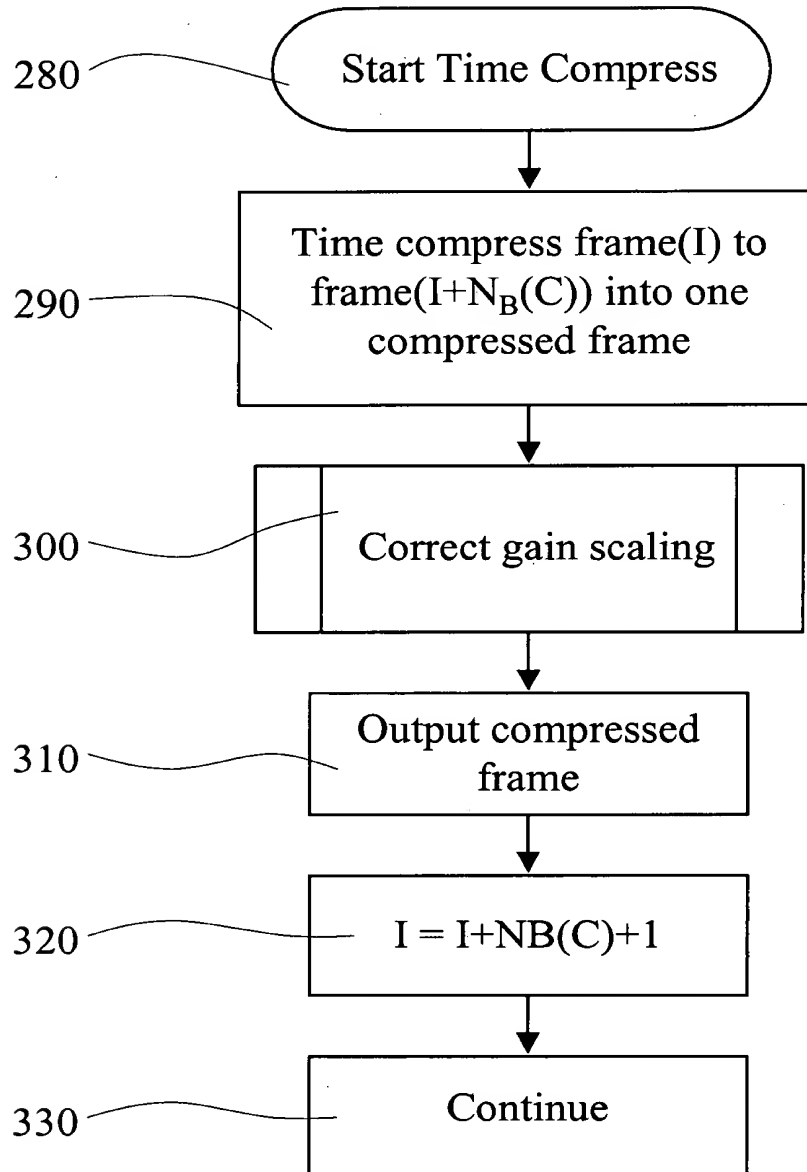 280
Start Time Compress
290
Time compress frame(I) to
frame(I+N_B(C)) into one
compressed frame
300
Correct gain scaling
310
Output compressed
frame
320
I = I+NB(C)+1
330
Continue